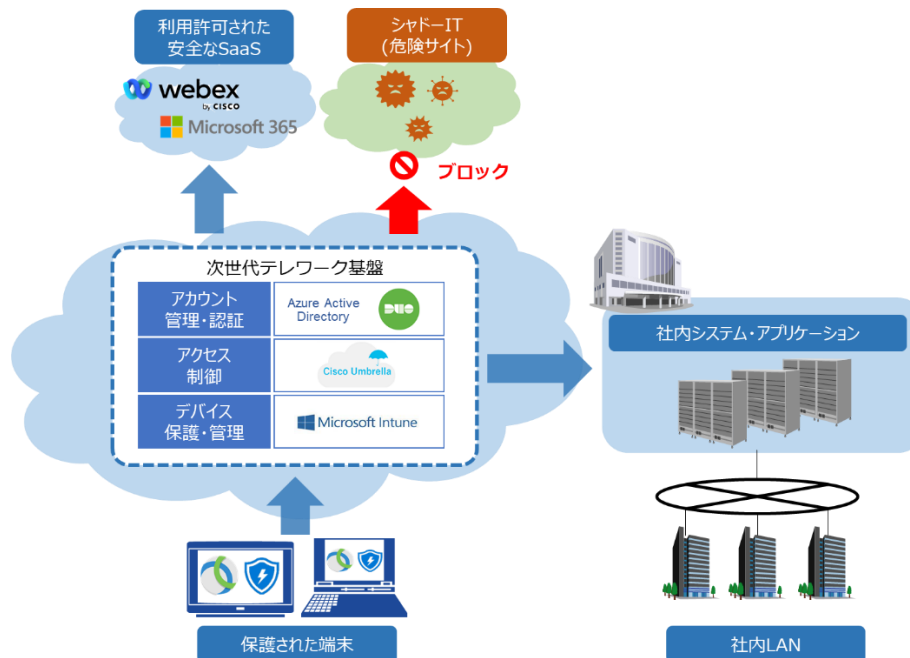 利用許可された
安全なSaaS
シャドーIT
(危険サイト)
webex
by CISCO
Microsoft 365
ブロック
次世代テレワーク基盤
アカウント
管理・認証
Azure Active
Directory
DUO
アクセス
制御
Cisco Umbrella
デバイス
保護・管理
Microsoft Intune
社内システム・アプリケーション
保護された端末
社内LAN